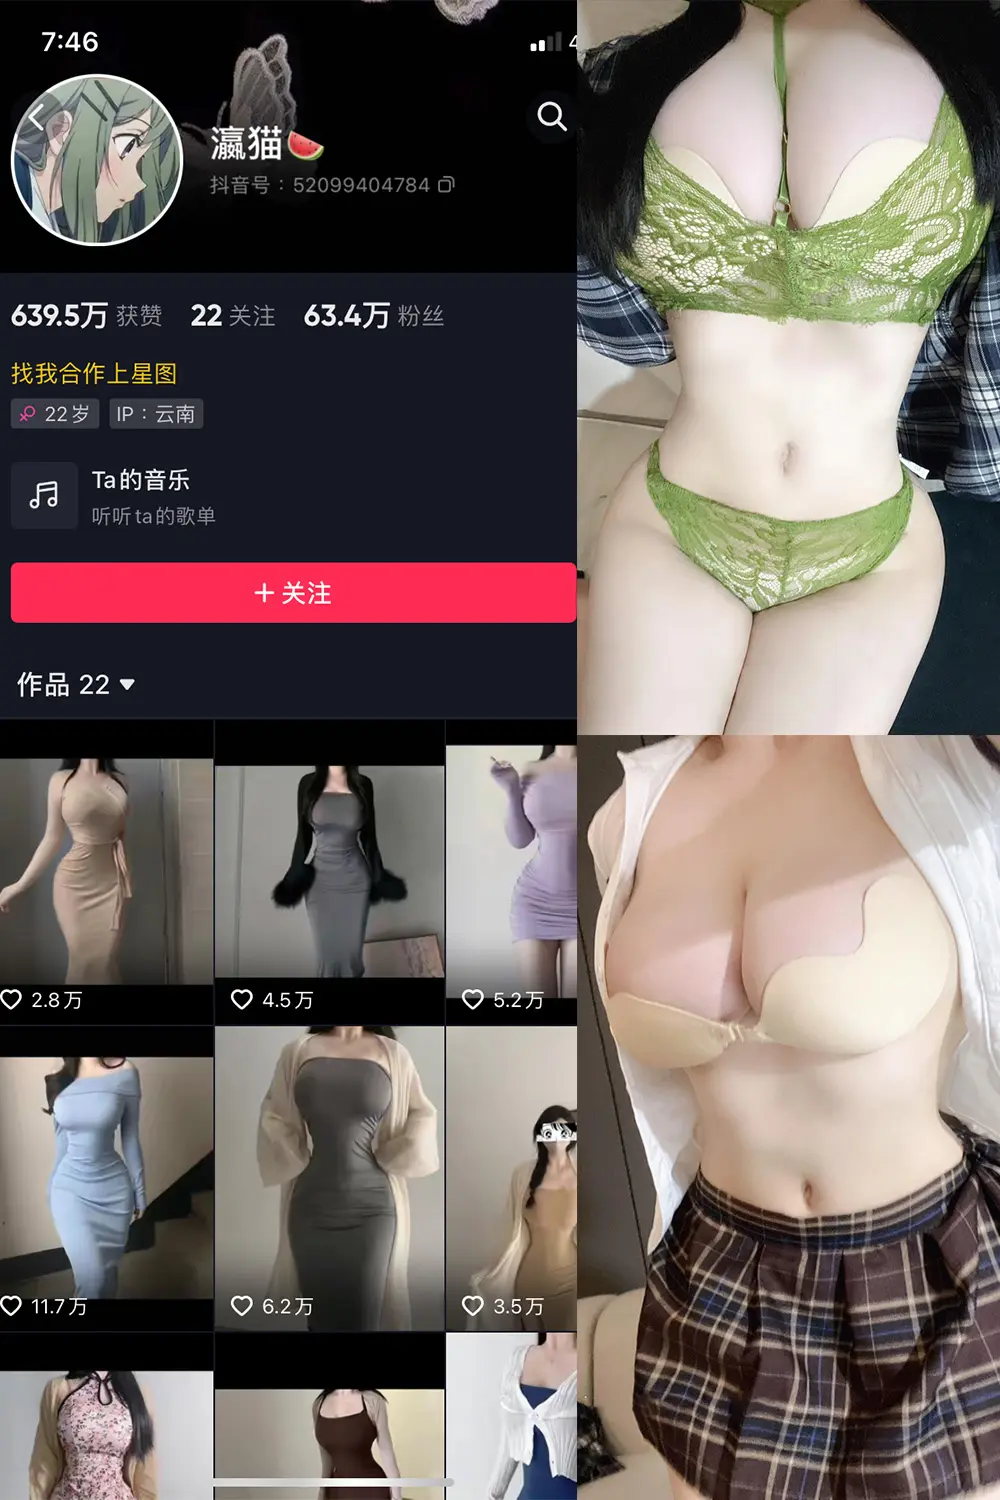 7:46
4
瀛猫🍉
抖音号：52099404784
639.5万 获赞 22 关注 63.4万 粉丝
找我合作上星图
22岁 IP：云南
Ta的音乐
听听ta的歌单
+ 关注
作品 22
2.8万 4.5万 5.2万
11.7万 6.2万 3.5万